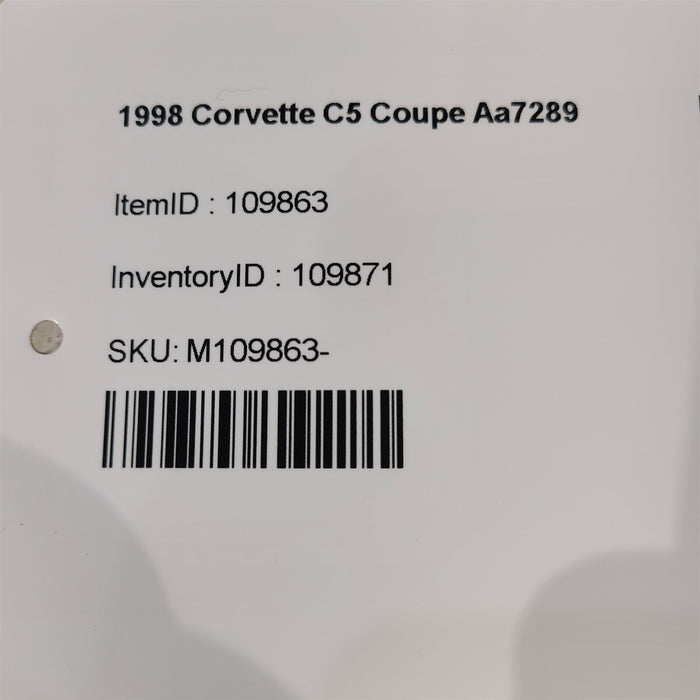 1998 Corvette C5 Coupe Aa7289
ItemID : 109863
InventoryID : 109871
SKU: M109863-